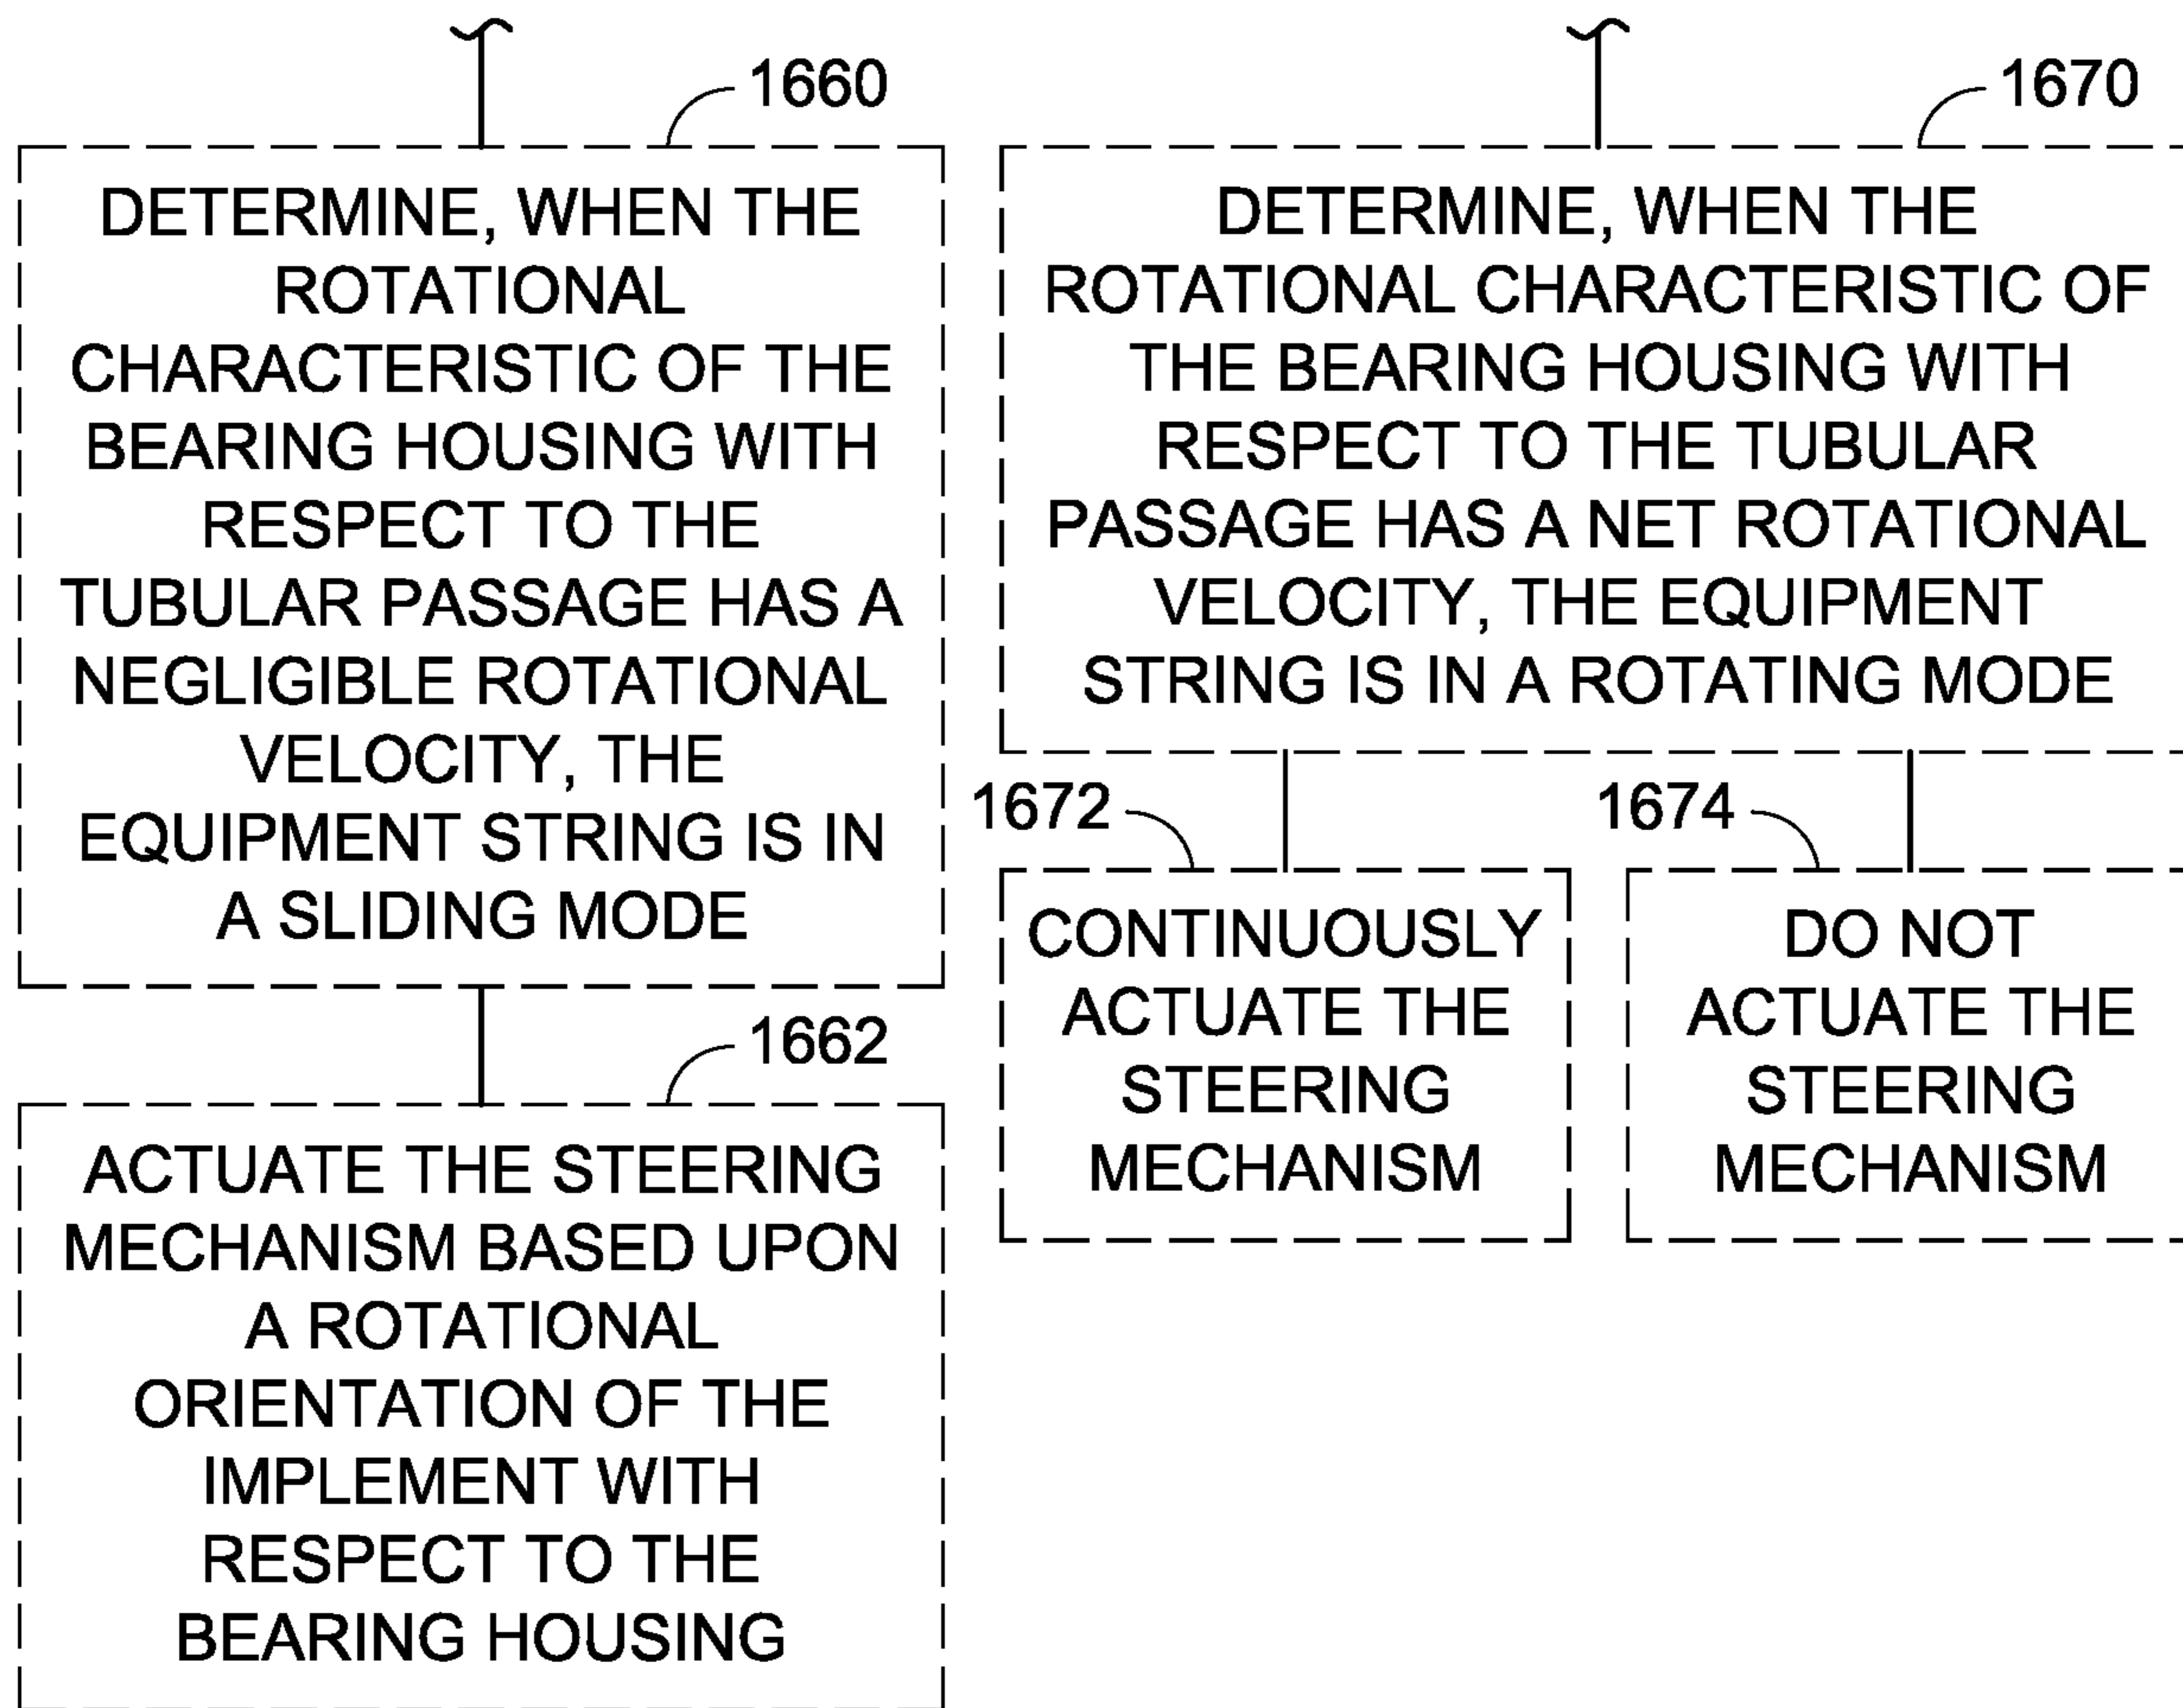 1660
DETERMINE, WHEN THE
ROTATIONAL
CHARACTERISTIC OF THE
BEARING HOUSING WITH
RESPECT TO THE
TUBULAR PASSAGE HAS A
NEGLIGIBLE ROTATIONAL
VELOCITY, THE
EQUIPMENT STRING IS IN
A SLIDING MODE
1662
ACTUATE THE STEERING
MECHANISM BASED UPON
A ROTATIONAL
ORIENTATION OF THE
IMPLEMENT WITH
RESPECT TO THE
BEARING HOUSING
1670
DETERMINE, WHEN THE
ROTATIONAL CHARACTERISTIC OF
THE BEARING HOUSING WITH
RESPECT TO THE TUBULAR
PASSAGE HAS A NET ROTATIONAL
VELOCITY, THE EQUIPMENT
STRING IS IN A ROTATING MODE
1672
CONTINUOUSLY
ACTUATE THE
STEERING
MECHANISM
1674
DO NOT
ACTUATE THE
STEERING
MECHANISM